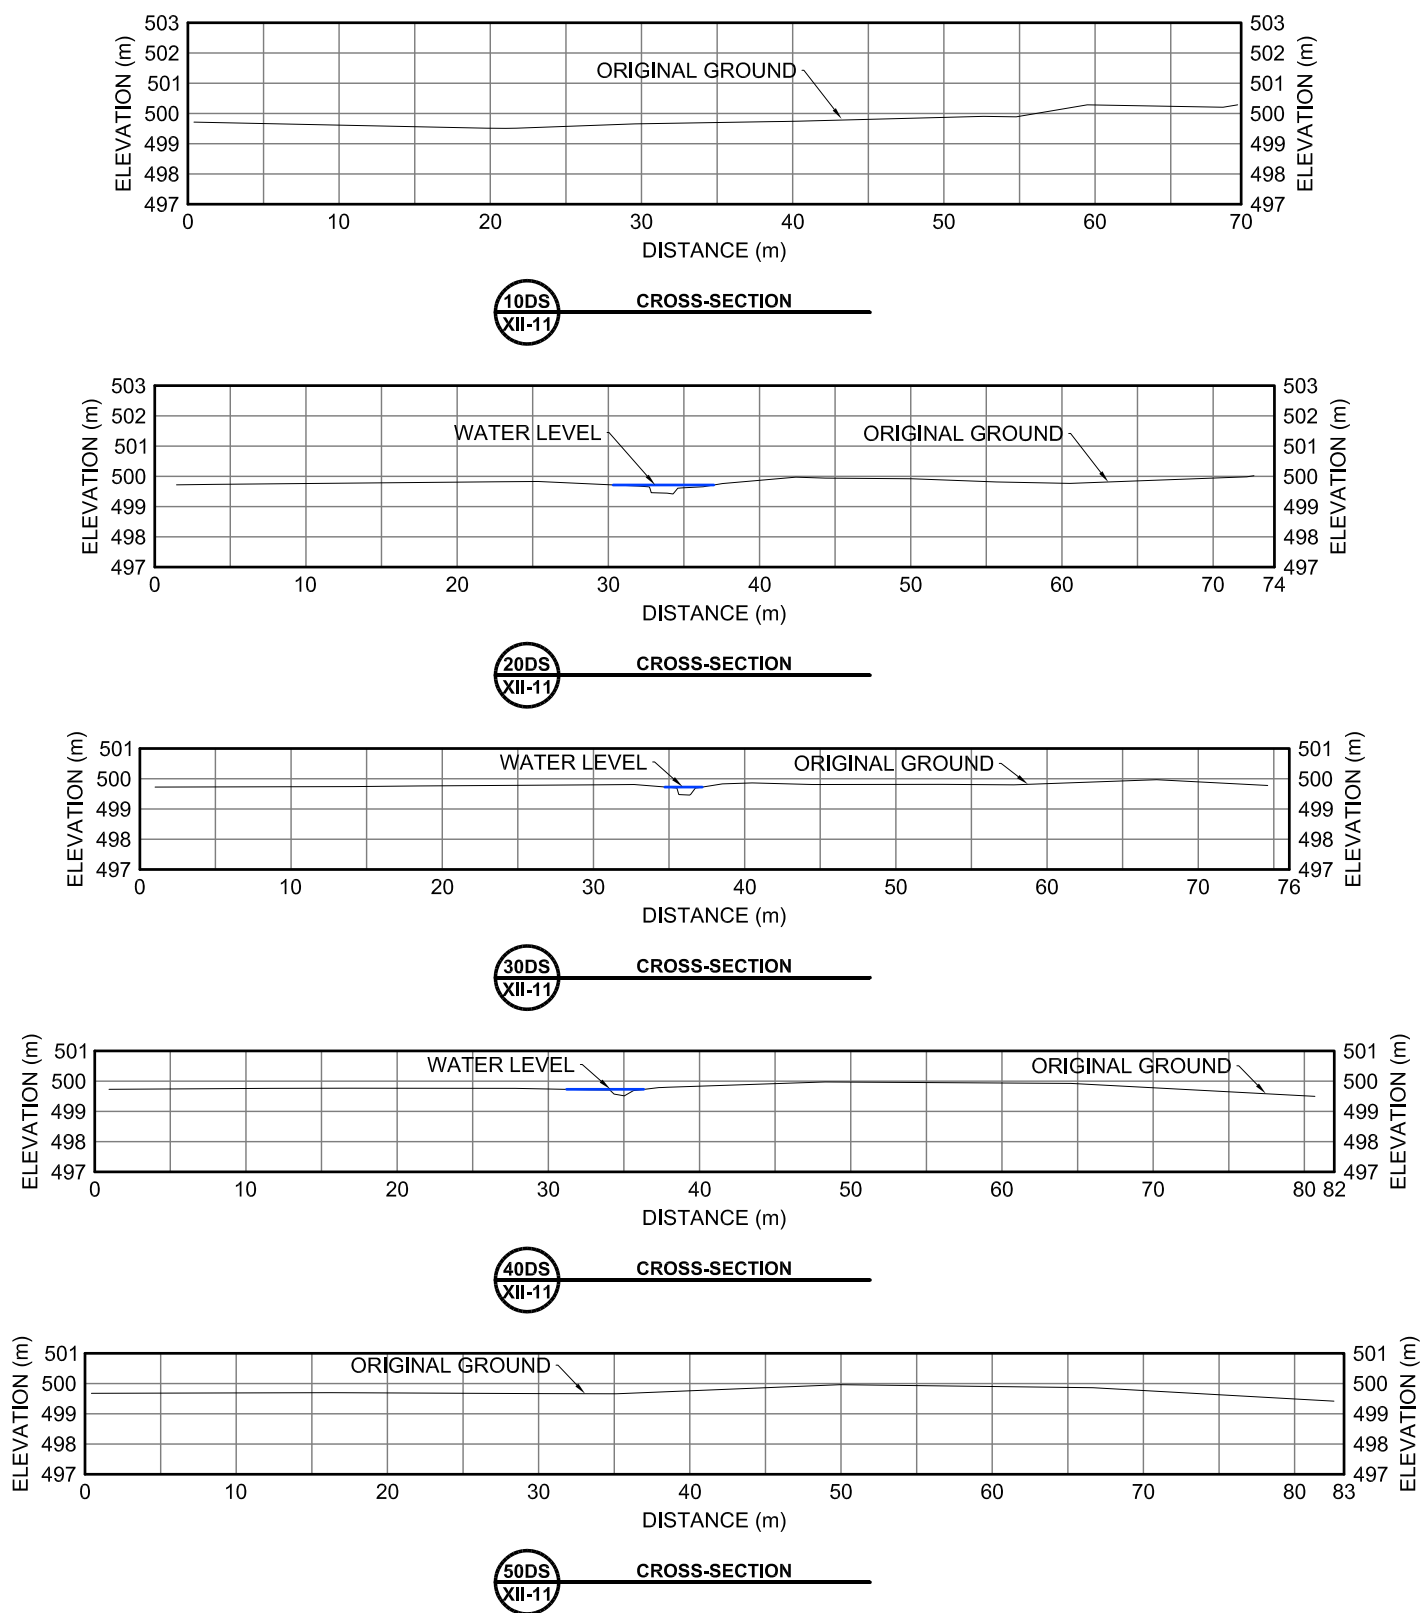 503 503
502 502
ORIGINAL GROUND
501 501
500 500
499 499
498 498
497 497
ELEVATION (m) ELEVATION (m)
0 10 20 30 40 50 60 70
DISTANCE (m)
10DS CROSS-SECTION
XII-11
503 503
502 502
WATER LEVEL ORIGINAL GROUND
501 501
500 500
499 499
498 498
497 497
ELEVATION (m) ELEVATION (m)
0 10 20 30 40 50 60 70 74
DISTANCE (m)
20DS CROSS-SECTION
XII-11
501 501
WATER LEVEL ORIGINAL GROUND
500 500
499 499
498 498
497 497
ELEVATION (m) ELEVATION (m)
0 10 20 30 40 50 60 70 76
DISTANCE (m)
30DS CROSS-SECTION
XII-11
501 501
WATER LEVEL ORIGINAL GROUND
500 500
499 499
498 498
497 497
ELEVATION (m) ELEVATION (m)
0 10 20 30 40 50 60 70 80 82
DISTANCE (m)
40DS CROSS-SECTION
XII-11
501 501
ORIGINAL GROUND
500 500
499 499
498 498
497 497
ELEVATION (m) ELEVATION (m)
0 10 20 30 40 50 60 70 80 83
DISTANCE (m)
50DS CROSS-SECTION
XII-11